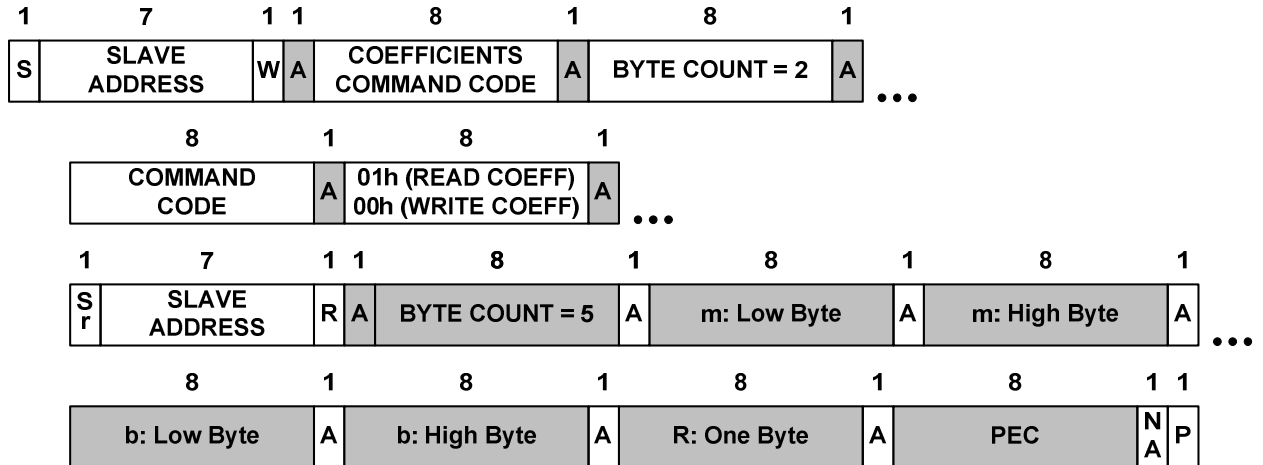 1 7 1 1 8 1 8 1
S SLAVE ADDRESS W A COEFFICIENTS COMMAND CODE A BYTE COUNT = 2 A ...
8 1 8 1
COMMAND CODE A 01h (READ COEFF) 00h (WRITE COEFF) A ...
1 7 1 1 8 1 8 1 8 1
Sr SLAVE ADDRESS R A BYTE COUNT = 5 A m: Low Byte A m: High Byte A ...
8 1 8 1 8 1 8 1 1
b: Low Byte A b: High Byte A R: One Byte A PEC NA P